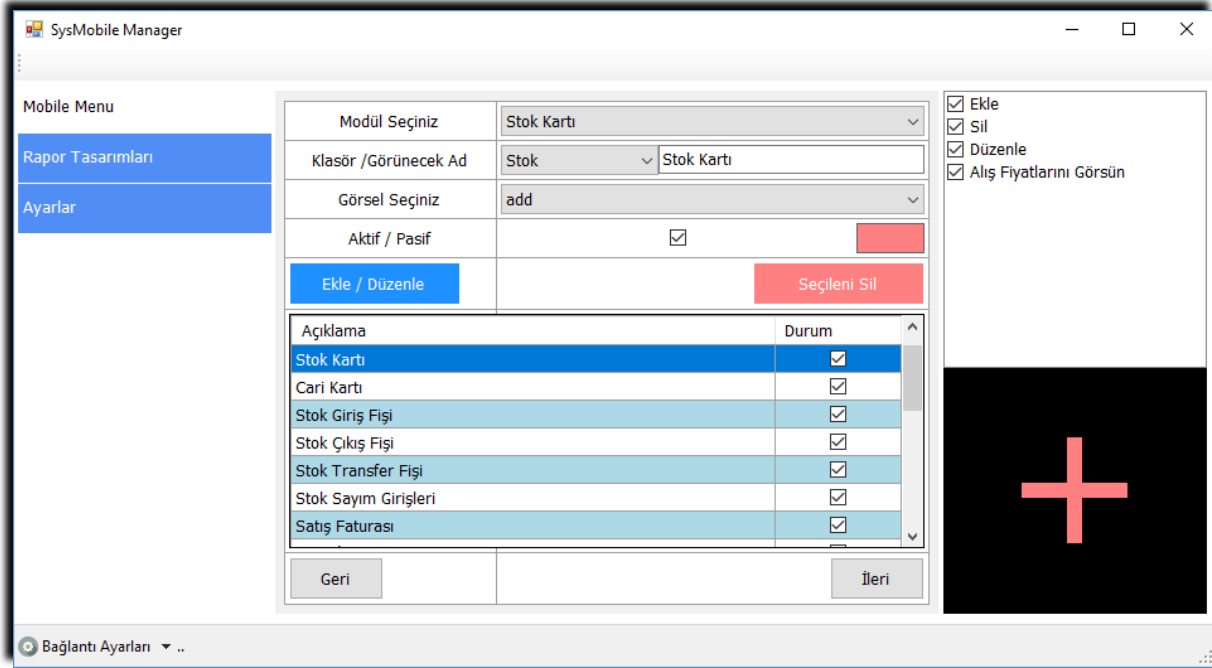 SysMobile Manager
Mobile Menu
Rapor Tasarımları
Ayarlar
Modül Seçiniz
Stok Kartı
Klasör /Görünecek Ad
Stok
Stok Kartı
Görsel Seçiniz
add
Aktif / Pasif
Ekle / Düzenle
Seçileni Sil
Açıklama
Durum
Stok Kartı
Cari Kartı
Stok Giriş Fişi
Stok Çıkış Fişi
Stok Transfer Fişi
Stok Sayım Girişleri
Satış Faturası
Geri
İleri
Ekle
Sil
Düzenle
Alış Fiyatlarını Görsün
Bağlantı Ayarları
..